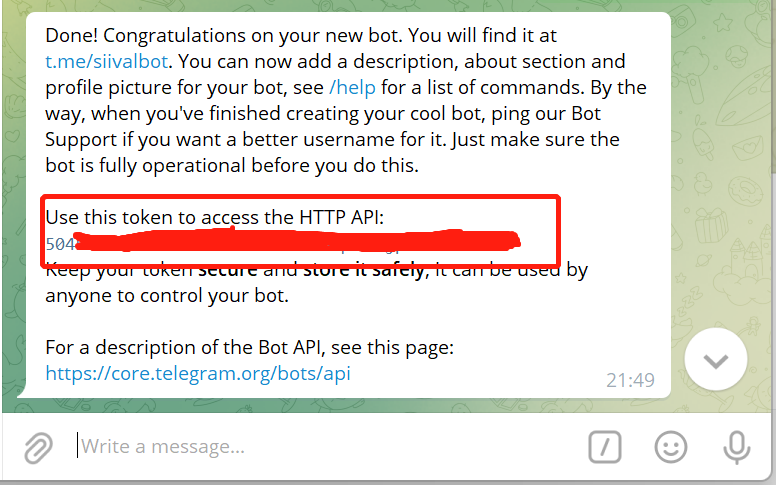 Done! Congratulations on your new bot. You will find it at
t.me/siivalbot. You can now add a description, about section and
profile picture for your bot, see /help for a list of commands. By the
way, when you've finished creating your cool bot, ping our Bot
Support if you want a better username for it. Just make sure the
bot is fully operational before you do this.
Use this token to access the HTTP API:
504
Keep your token secure and store it safely, it can be used by
anyone to control your bot.
For a description of the Bot API, see this page:
https://core.telegram.org/bots/api
21:49
Write a message...